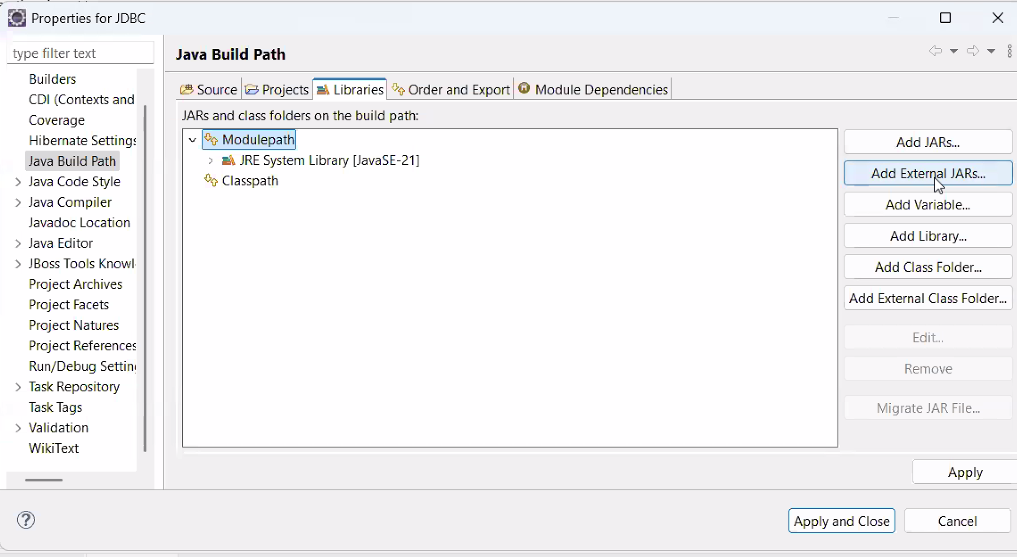 Properties for JDBC
type filter text
Builders
CDI (Contexts and
Coverage
Hibernate Settings
Java Build Path
Java Code Style
Java Compiler
Javadoc Location
Java Editor
JBoss Tools Knowl
Project Archives
Project Facets
Project Natures
Project References
Run/Debug Settin
Task Repository
Task Tags
Validation
WikiText
Java Build Path
Source Projects Libraries Order and Export Module Dependencies
JARs and class folders on the build path:
Modulepath
JRE System Library [JavaSE-21]
Classpath
Add JARs...
Add External JARs...
Add Variable...
Add Library...
Add Class Folder...
Add External Class Folder...
Edit...
Remove
Migrate JAR File...
Apply
Apply and Close Cancel